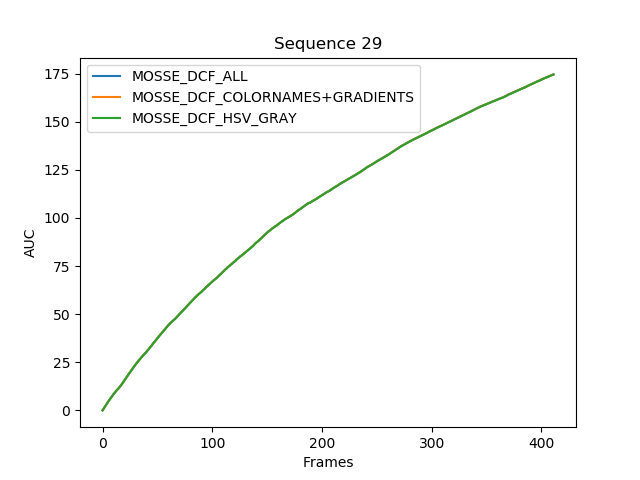 Sequence 29
MOSSE_DCF_ALL
MOSSE_DCF_COLORNAMES+GRADIENTS
MOSSE_DCF_HSV_GRAY
175
150
125
100
75
50
25
0
AUC
0 100 200 300 400
Frames